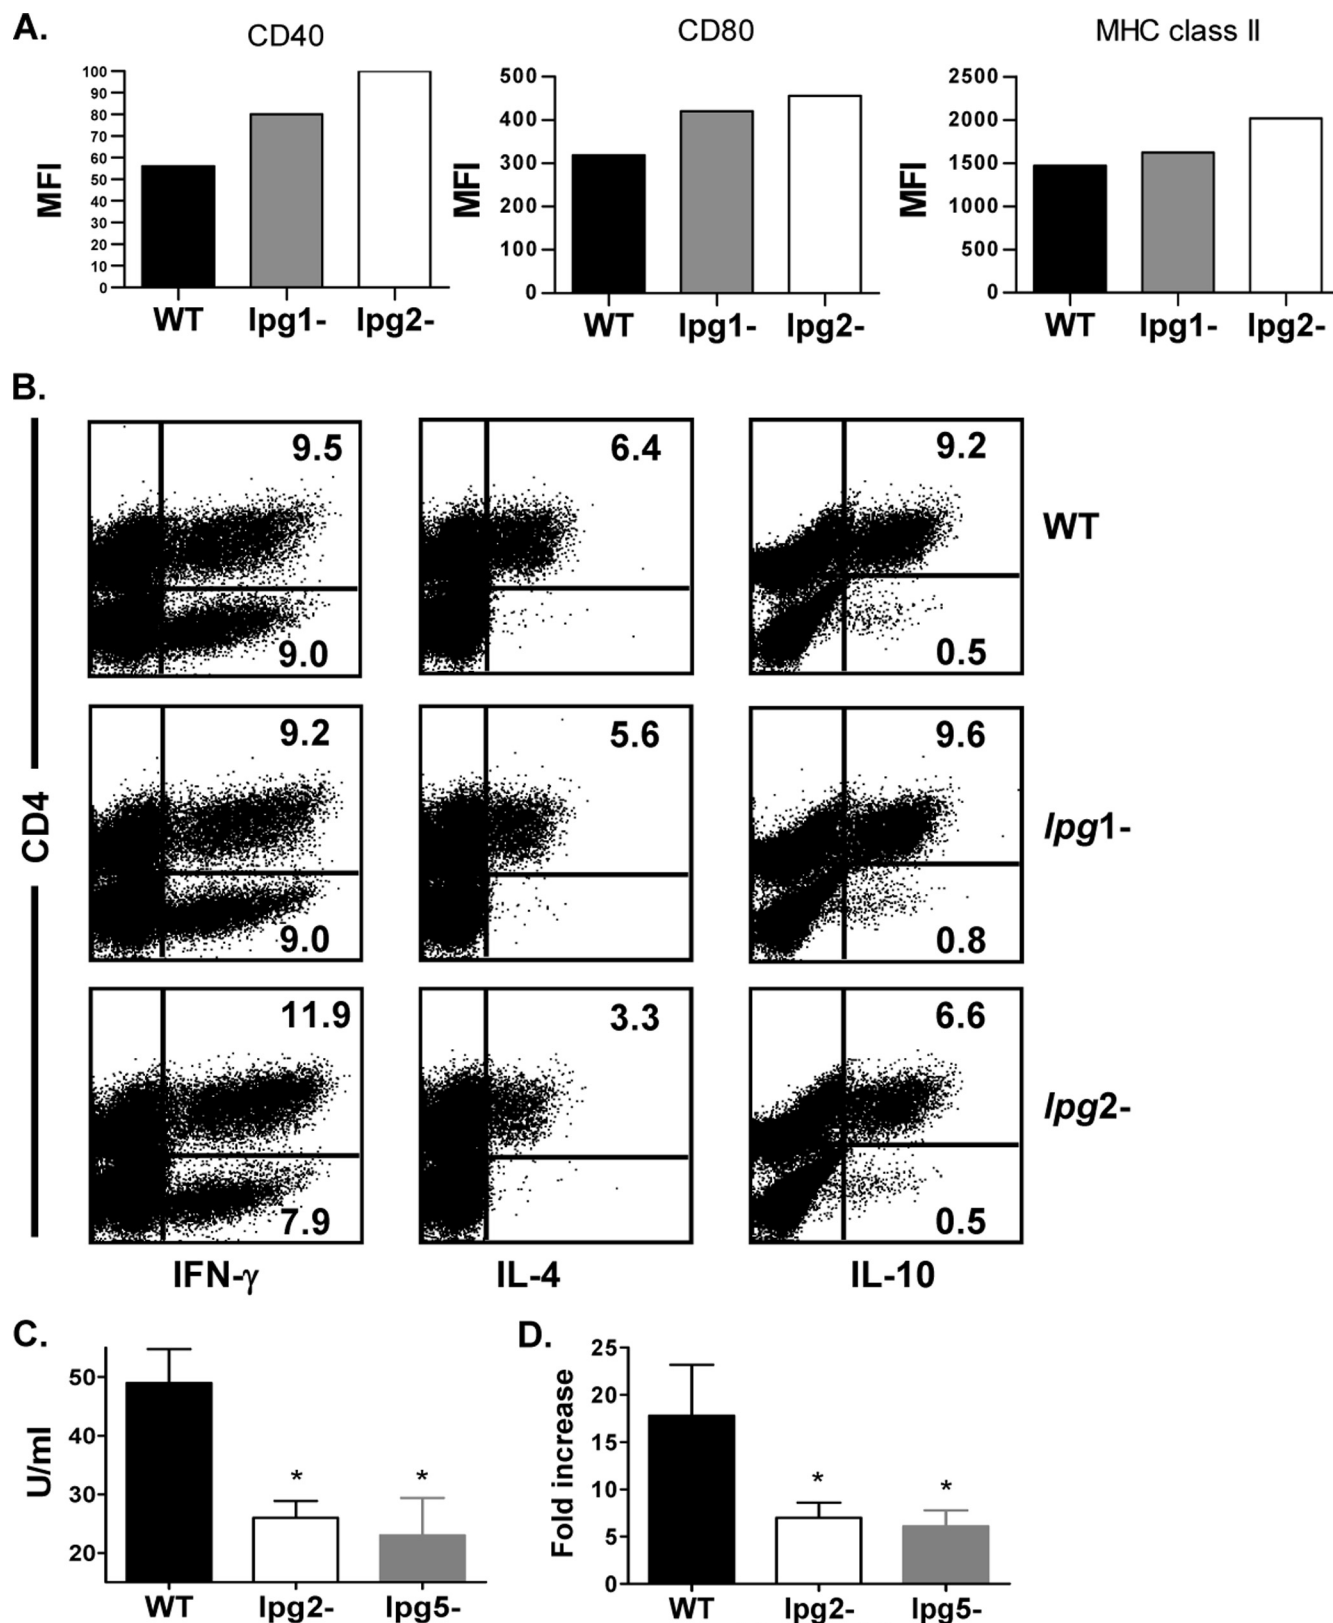 A.
CD40
CD80
MHC class II
MFI
100
90
80
70
60
50
40
30
20
10
0
WT lpg1- lpg2-
MFI
500
400
300
200
100
0
WT lpg1- lpg2-
MFI
2500
2000
1500
1000
500
0
WT lpg1- lpg2-
B.
CD4
9.5
9.0
6.4
9.2
0.5
WT
9.2
9.0
5.6
9.6
0.8
lpg1-
11.9
7.9
3.3
6.6
0.5
lpg2-
IFN-γ
IL-4
IL-10
C.
U/ml
50
40
30
20
*
*
WT lpg2- lpg5-
D.
Fold increase
25
20
15
10
5
0
*
*
WT lpg2- lpg5-